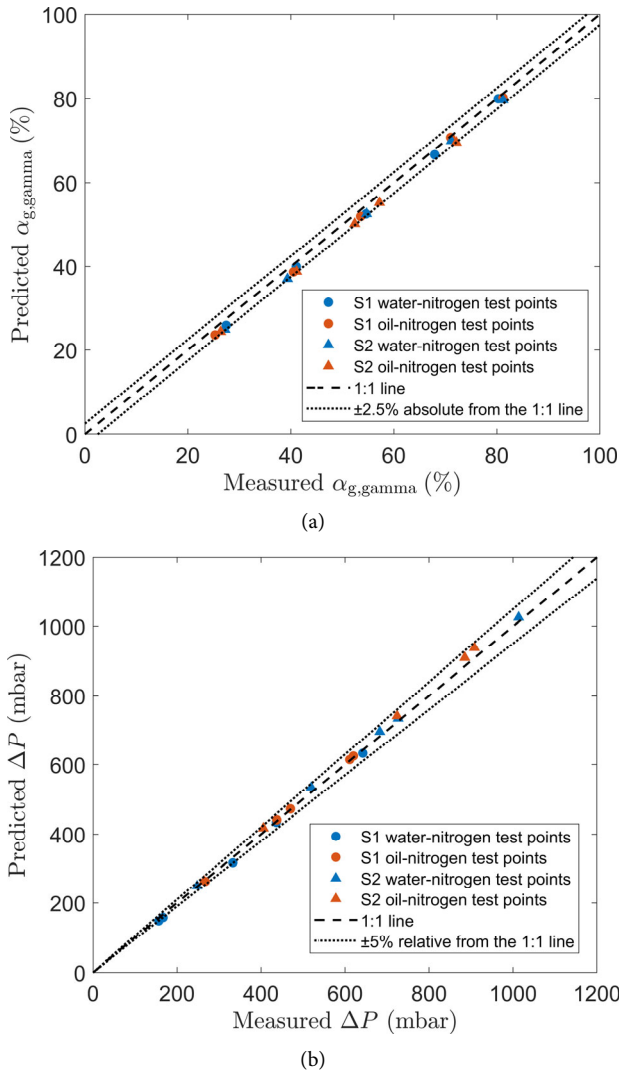 100
80
60
40
20
0
Predicted α_g,gamma (%)
S1 water-nitrogen test points
S1 oil-nitrogen test points
S2 water-nitrogen test points
S2 oil-nitrogen test points
1:1 line
±2.5% absolute from the 1:1 line
0 20 40 60 80 100
Measured α_g,gamma (%)
(a)
1200
1000
800
600
400
200
0
Predicted ΔP (mbar)
S1 water-nitrogen test points
S1 oil-nitrogen test points
S2 water-nitrogen test points
S2 oil-nitrogen test points
1:1 line
±5% relative from the 1:1 line
0 200 400 600 800 1000 1200
Measured ΔP (mbar)
(b)